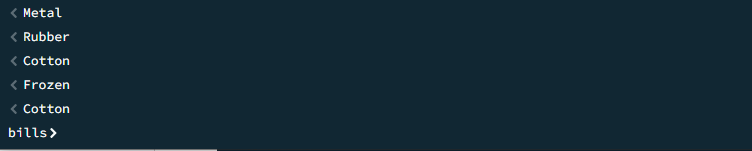 < Metal
< Rubber
< Cotton
< Frozen
< Cotton
bills>